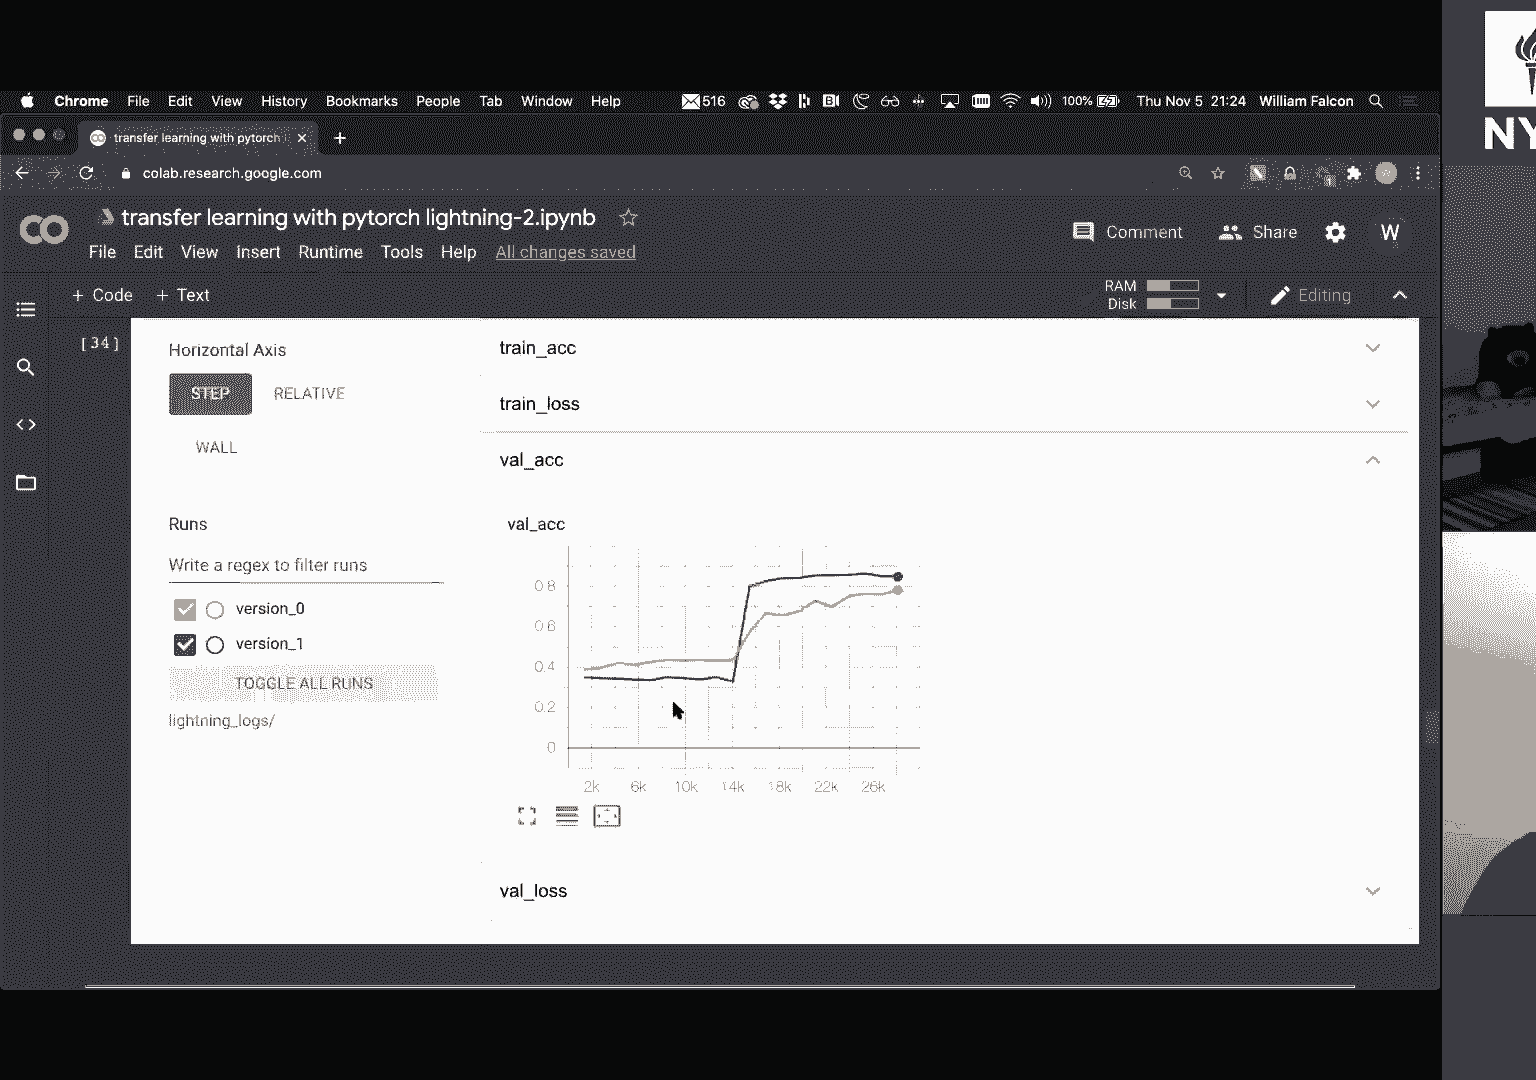 Chrome File Edit View History Bookmarks People Tab Window Help 516 100% Thu Nov 5 21:24 William Falcon
transfer learning with pytorch
colab.research.google.com
transfer learning with pytorch lightning-2.ipynb
File Edit View Insert Runtime Tools Help All changes saved
Comment Share W
+ Code + Text
RAM
Disk
Editing
[34]
Horizontal Axis
STEP RELATIVE
WALL
Runs
Write a regex to filter runs
version_0
version_1
TOGGLE ALL RUNS
lightning_logs/
train_acc
train_loss
val_acc
val_acc
0.8
0.6
0.4
0.2
0
2k 6k 10k 14k 18k 22k 26k
val_loss
NY